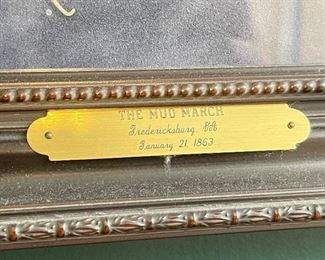 THE MUD MARCH
Fredericksburg, VA
January 21, 1863